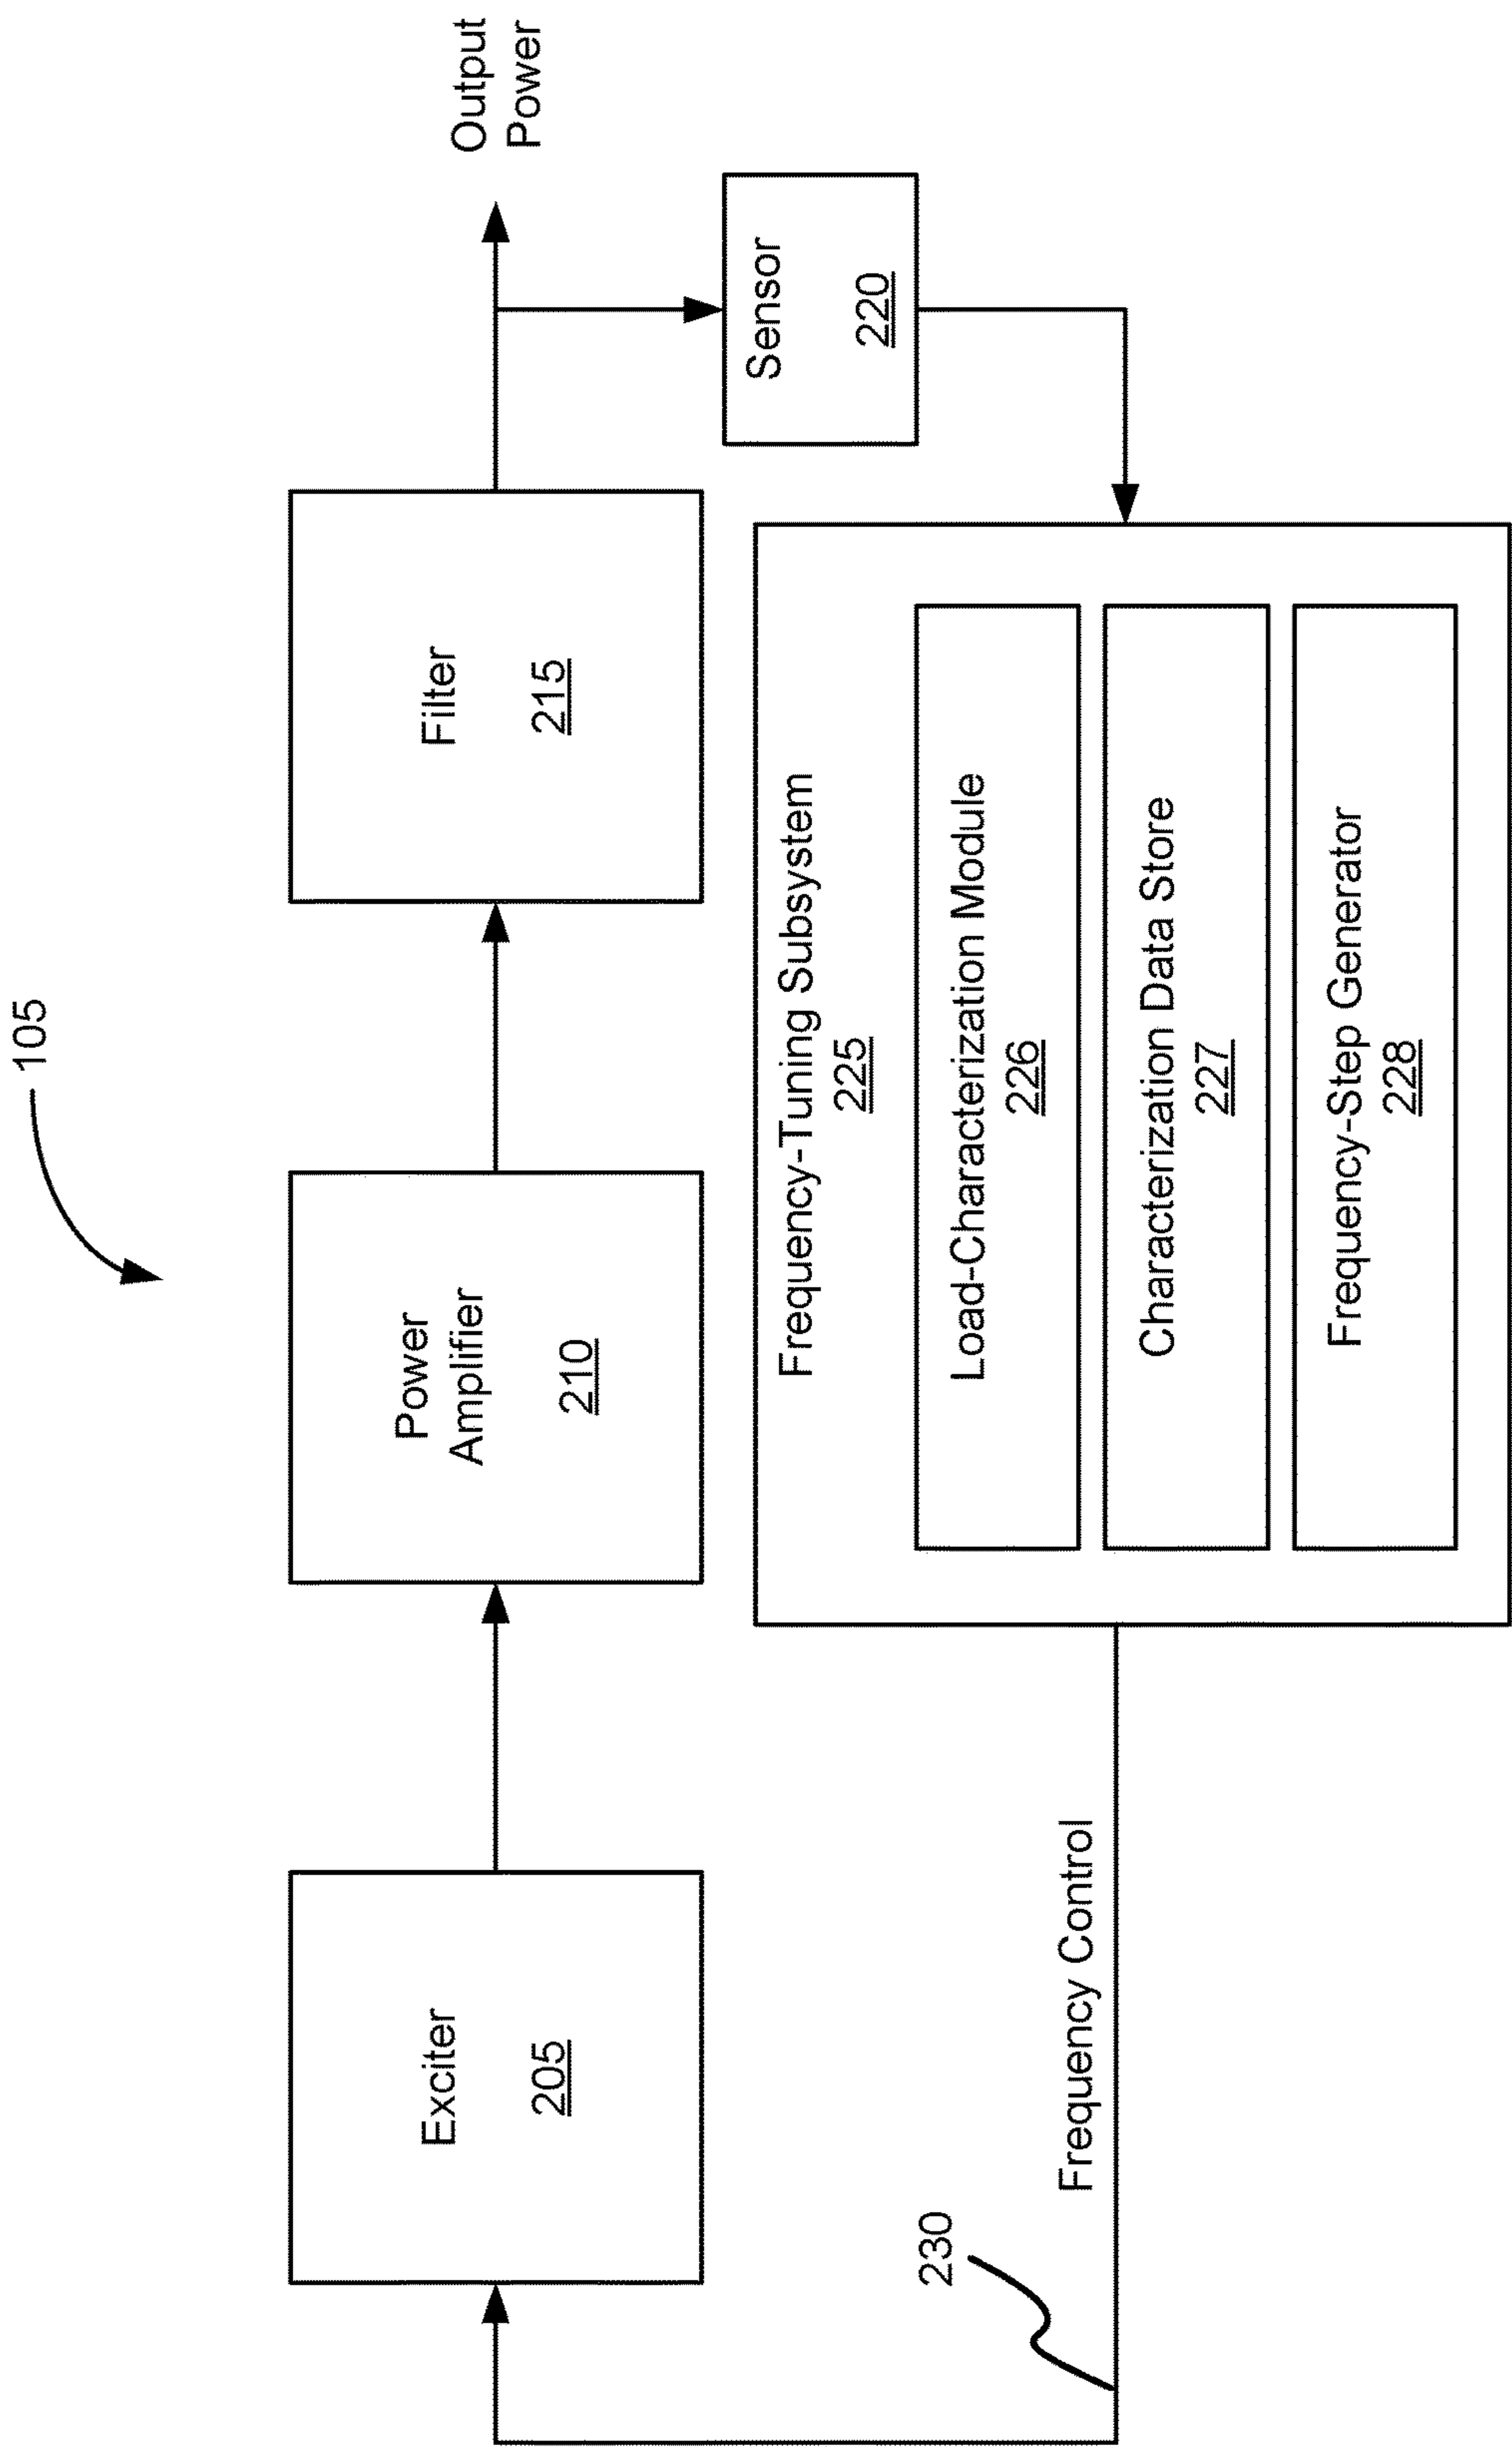 105
Exciter
205
Power
Amplifier
210
Filter
215
Output
Power
Sensor
220
Frequency-Tuning Subsystem
225
Load-Characterization Module
226
Characterization Data Store
227
Frequency-Step Generator
228
230
Frequency Control